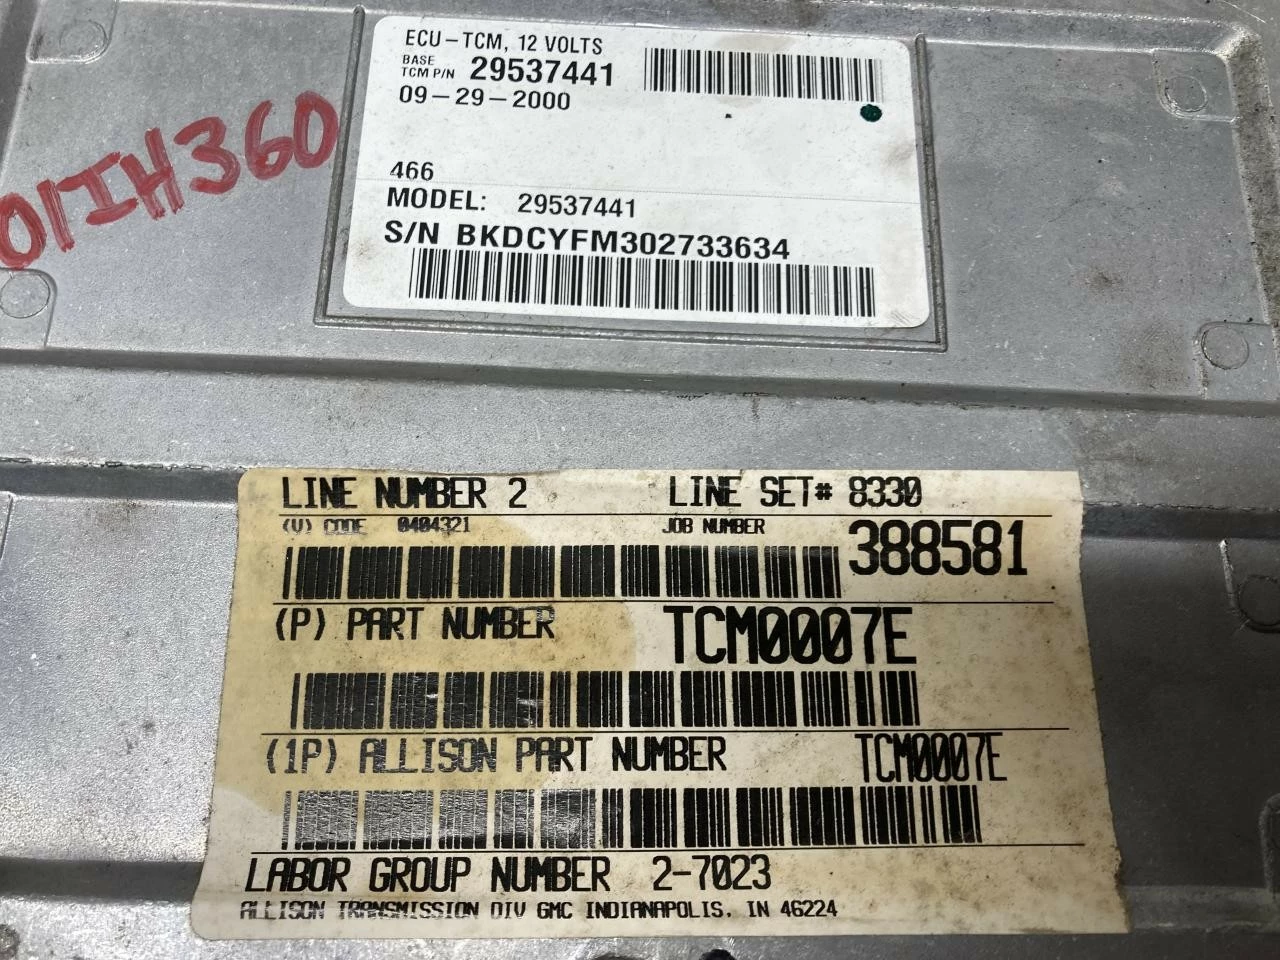 ECU-TCM, 12 VOLTS
BASE
TCM P/N 29537441
09-29-2000
466
MODEL: 29537441
S/N BKDCYFM302733634
01IH360
LINE NUMBER 2 LINE SET# 8330
(V) CODE 0404321 JOB NUMBER 388581
(P) PART NUMBER TCM0007E
(1P) ALLISON PART NUMBER TCM0007E
LABOR GROUP NUMBER 2-7023
ALLISON TRANSMISSION DIV GMC INDIANAPOLIS, IN 46224